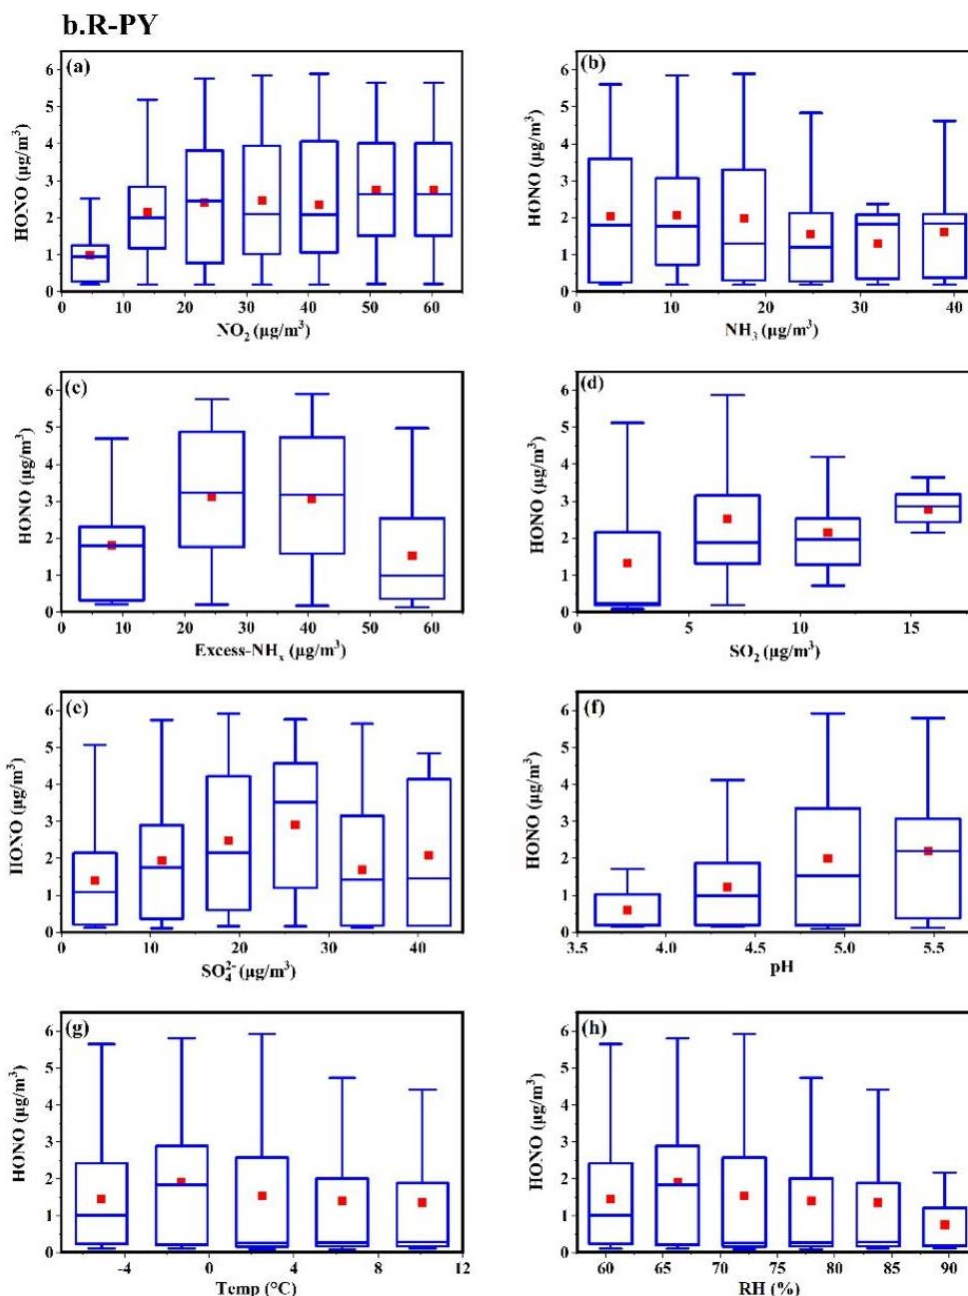 b.R-PY
(a)
HONO (μg/m³)
6
5
4
3
2
1
0
0 10 20 30 40 50 60
NO₂ (μg/m³)
(b)
HONO (μg/m³)
6
5
4
3
2
1
0
0 10 20 30 40
NH₃ (μg/m³)
(c)
HONO (μg/m³)
6
5
4
3
2
1
0
0 10 20 30 40 50 60
Excess-NHₓ (μg/m³)
(d)
HONO (μg/m³)
6
5
4
3
2
1
0
0 5 10 15
SO₂ (μg/m³)
(e)
HONO (μg/m³)
6
5
4
3
2
1
0
0 10 20 30 40
SO₄²⁻ (μg/m³)
(f)
HONO (μg/m³)
6
5
4
3
2
1
0
3.5 4.0 4.5 5.0 5.5
pH
(g)
HONO (μg/m³)
6
5
4
3
2
1
0
-4 0 4 8 12
Temp (°C)
(h)
HONO (μg/m³)
6
5
4
3
2
1
0
60 65 70 75 80 85 90
RH (%)